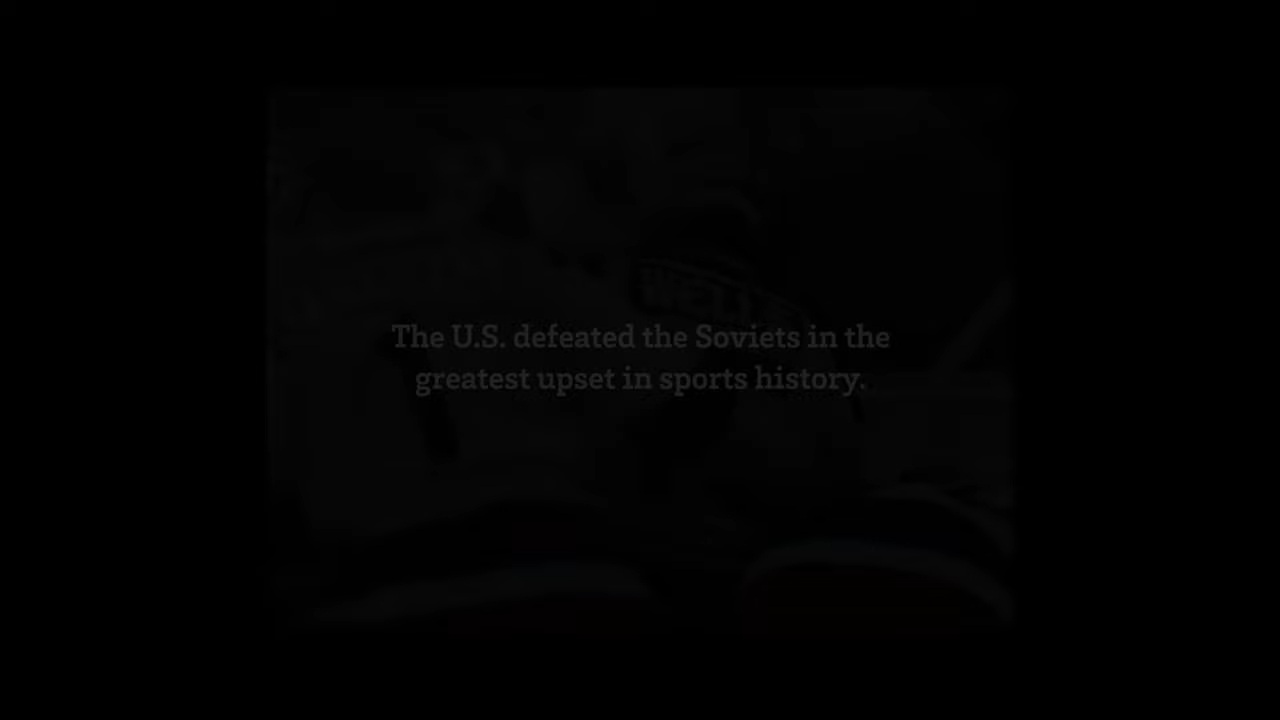 The U.S. defeated the Soviets in the
greatest upset in sports history.